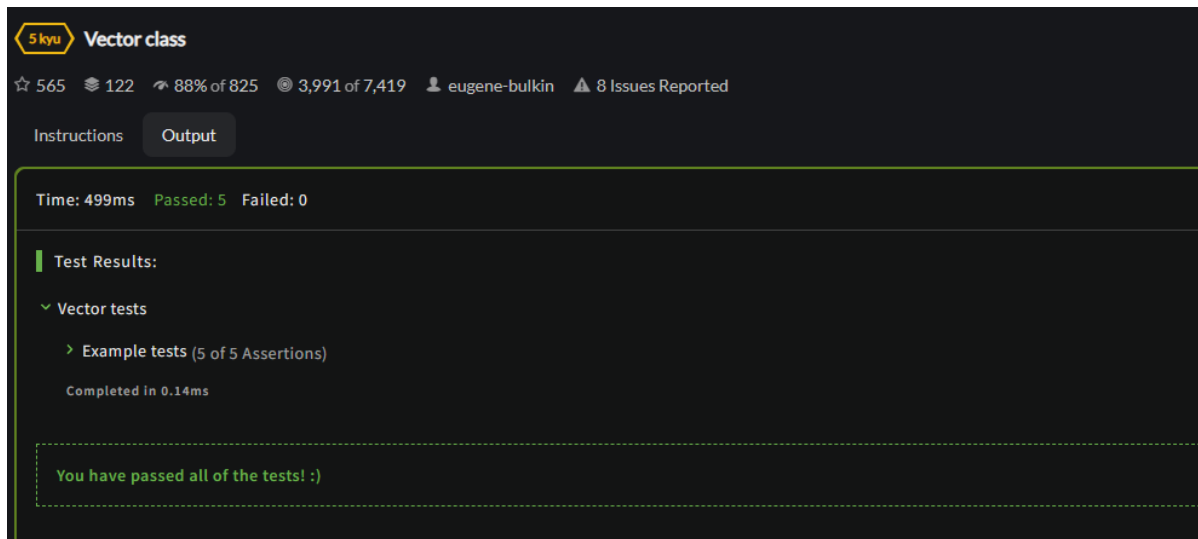 5 kyu Vector class
565 122 88% of 825 3,991 of 7,419 eugene-bulkin 8 Issues Reported
Instructions Output
Time: 499ms Passed: 5 Failed: 0
Test Results:
Vector tests
Example tests (5 of 5 Assertions)
Completed in 0.14ms
You have passed all of the tests! :)